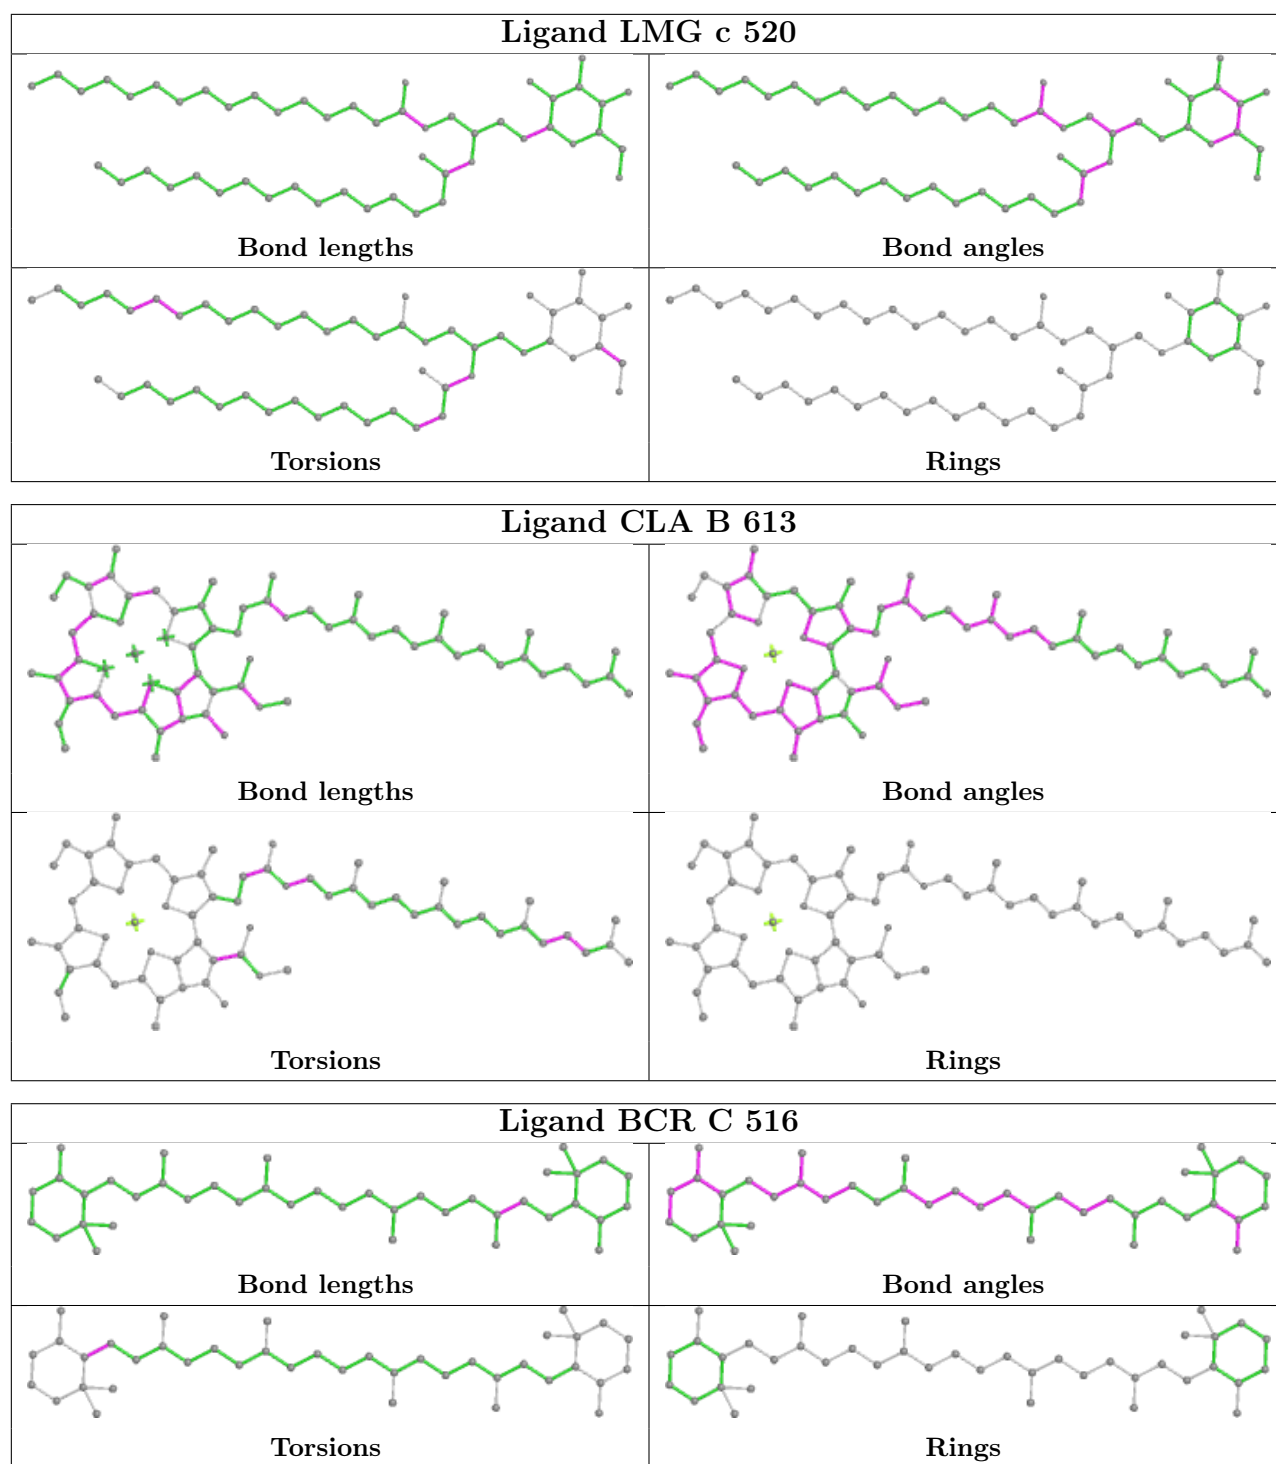 Ligand LMG c 520
Bond lengths
Bond angles
Torsions
Rings
Ligand CLA B 613
Bond lengths
Bond angles
Torsions
Rings
Ligand BCR C 516
Bond lengths
Bond angles
Torsions
Rings